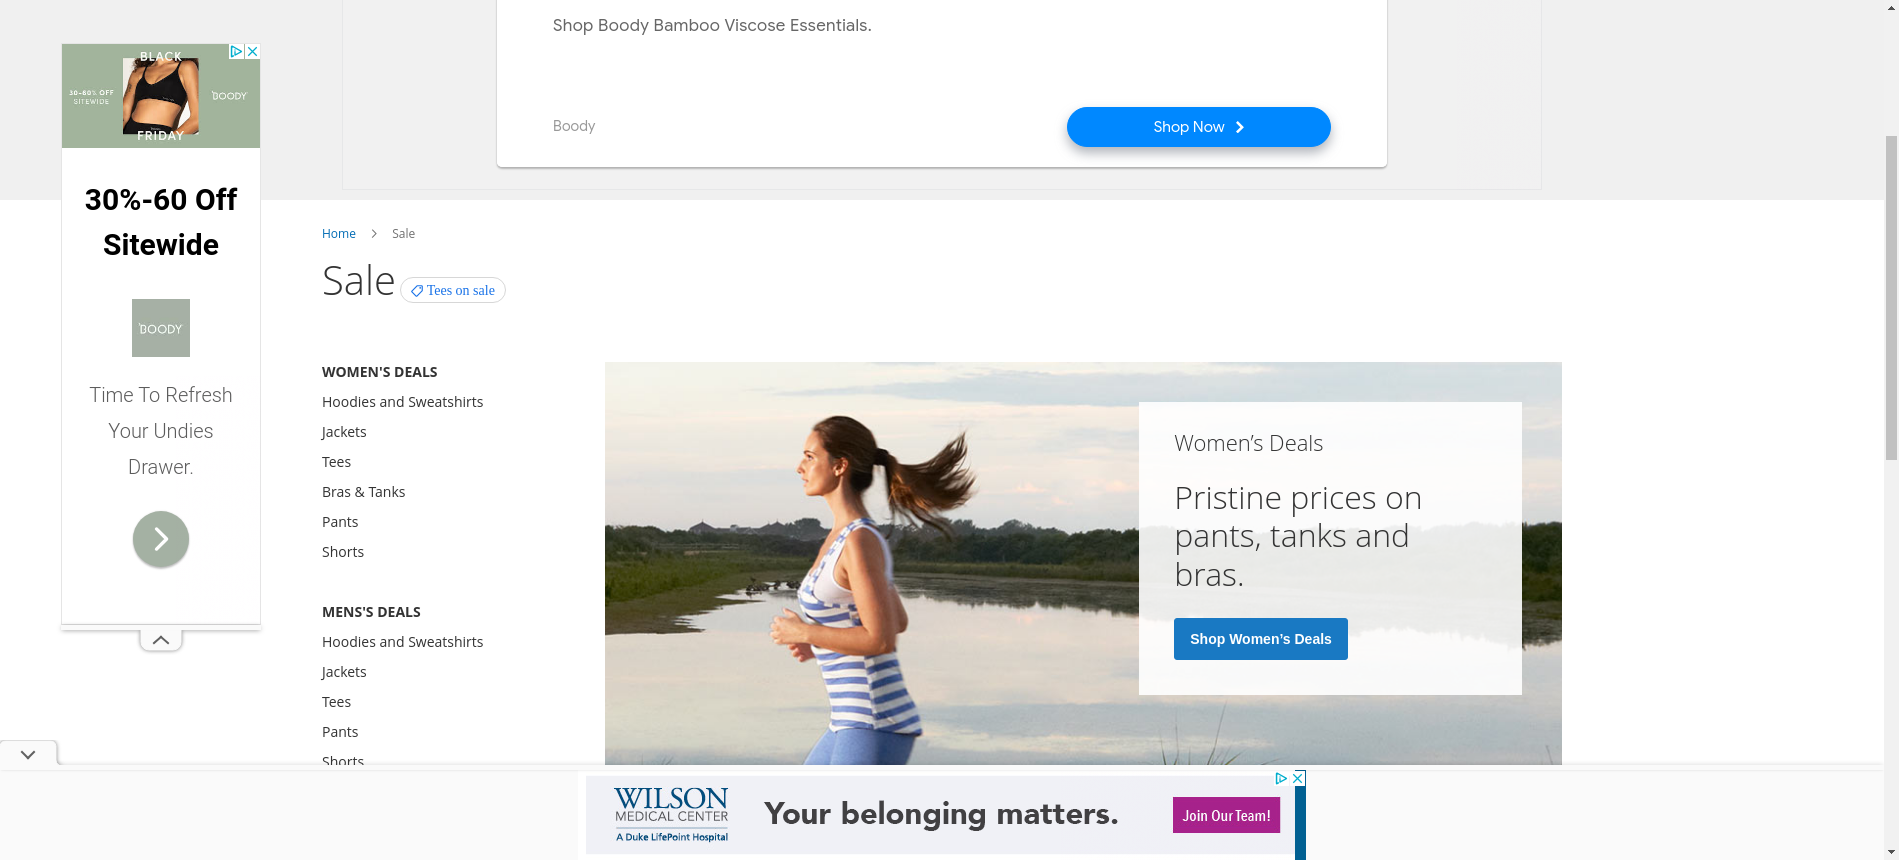 Shop Boody Bamboo Viscose Essentials.
Boody
Shop Now
BLACK
30-60% OFF
SITEWIDE
BOODY
FRIDAY
30%-60 Off
Sitewide
BOODY
Time To Refresh
Your Undies
Drawer.
Home
Sale
Sale
Tees on sale
WOMEN'S DEALS
Hoodies and Sweatshirts
Jackets
Tees
Bras & Tanks
Pants
Shorts
MENS'S DEALS
Hoodies and Sweatshirts
Jackets
Tees
Pants
Shorts
Women’s Deals
Pristine prices on
pants, tanks and
bras.
Shop Women’s Deals
WILSON
MEDICAL CENTER
A Duke LifePoint Hospital
Your belonging matters.
Join Our Team!